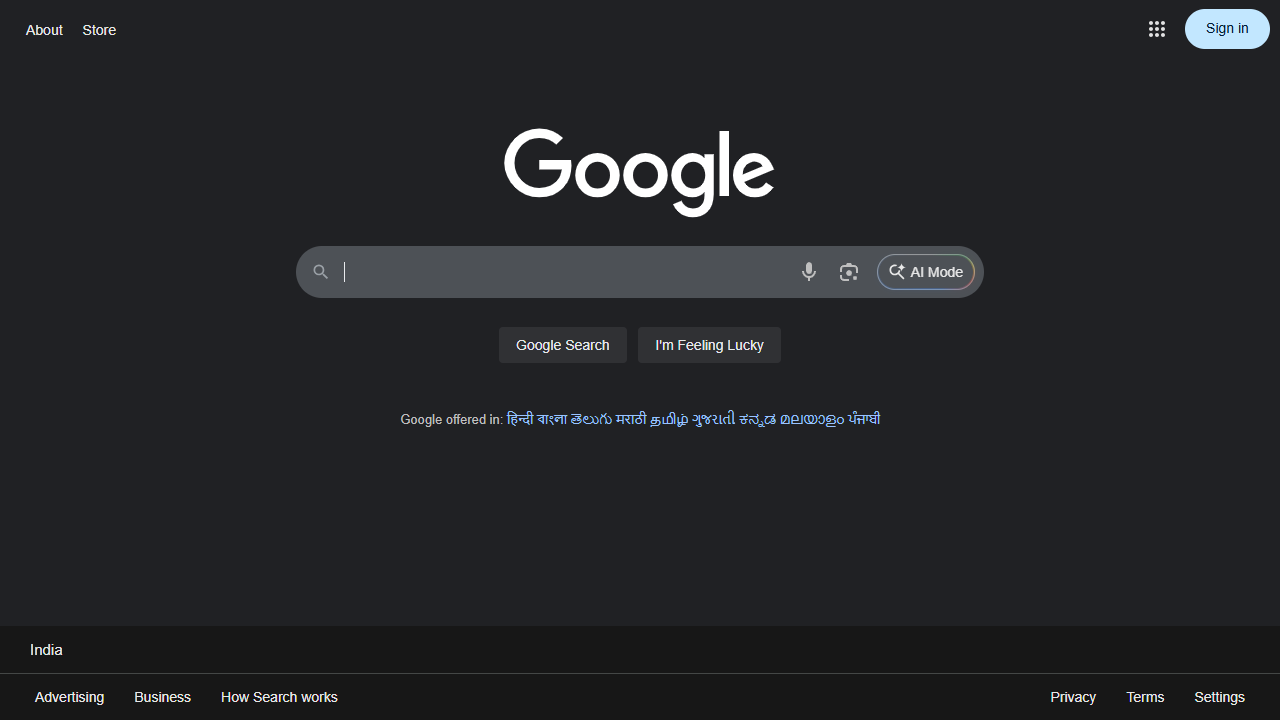 About Store
Sign in
Google
AI Mode
Google Search I'm Feeling Lucky
Google offered in: हिन्दी বাংলা తెలుగు मराठी தமிழ் ગુજરાતી ಕನ್ನಡ മലയാളം ਪੰਜਾਬੀ
India
Advertising Business How Search works Privacy Terms Settings